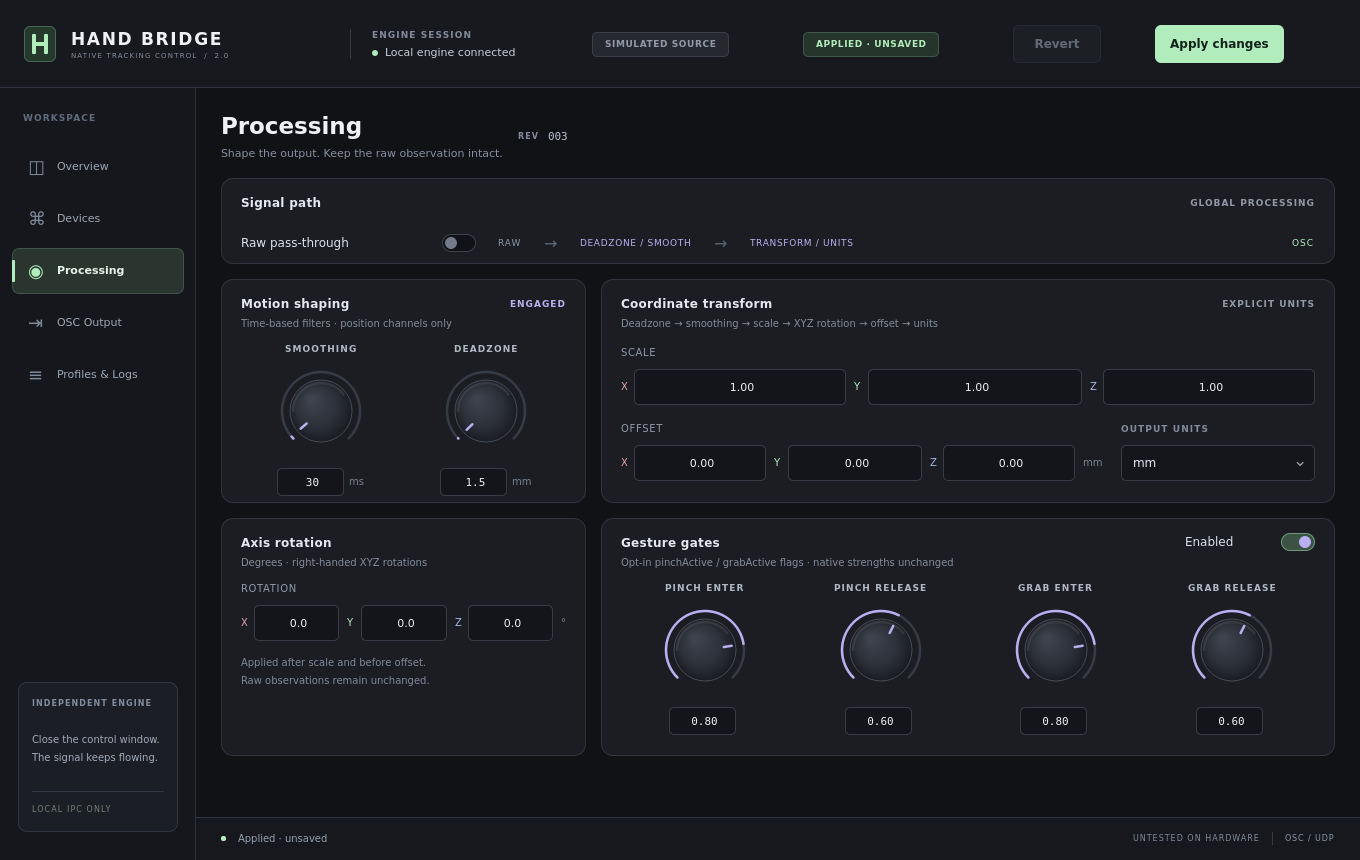 HAND BRIDGE
NATIVE TRACKING CONTROL / 2.0
ENGINE SESSION
Local engine connected
SIMULATED SOURCE
APPLIED · UNSAVED
Revert
Apply changes
WORKSPACE
Overview
Devices
Processing
OSC Output
Profiles & Logs
INDEPENDENT ENGINE
Close the control window.
The signal keeps flowing.
LOCAL IPC ONLY
Processing
REV 003
Shape the output. Keep the raw observation intact.
Signal path
GLOBAL PROCESSING
Raw pass-through
RAW → DEADZONE / SMOOTH → TRANSFORM / UNITS
OSC
Motion shaping
ENGAGED
Time-based filters · position channels only
SMOOTHING
DEADZONE
30 ms
1.5 mm
Coordinate transform
EXPLICIT UNITS
Deadzone → smoothing → scale → XYZ rotation → offset → units
SCALE
X 1.00 Y 1.00 Z 1.00
OFFSET
OUTPUT UNITS
X 0.00 Y 0.00 Z 0.00 mm
mm
Axis rotation
Degrees · right-handed XYZ rotations
ROTATION
X 0.0 Y 0.0 Z 0.0 °
Applied after scale and before offset.
Raw observations remain unchanged.
Gesture gates
Enabled
Opt-in pinchActive / grabActive flags · native strengths unchanged
PINCH ENTER
PINCH RELEASE
GRAB ENTER
GRAB RELEASE
0.80
0.60
0.80
0.60
Applied · unsaved
UNTESTED ON HARDWARE
OSC / UDP